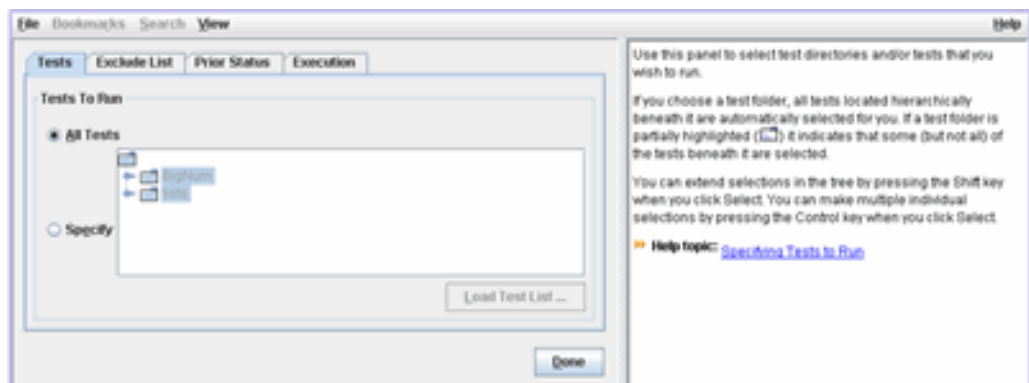 File Bookmarks Search View Help
Tests Exclude List Prior Status Execution
Tests To Run
All Tests
BigNum
lists
Specify
Load Test List ...
Done
Use this panel to select test directories and/or tests that you
wish to run.
If you choose a test folder, all tests located hierarchically
beneath it are automatically selected for you. If a test folder is
partially highlighted ( ) it indicates that some (but not all) of
the tests beneath it are selected.
You can extend selections in the tree by pressing the Shift key
when you click Select. You can make multiple individual
selections by pressing the Control key when you click Select.
Help topic: Specifying Tests to Run